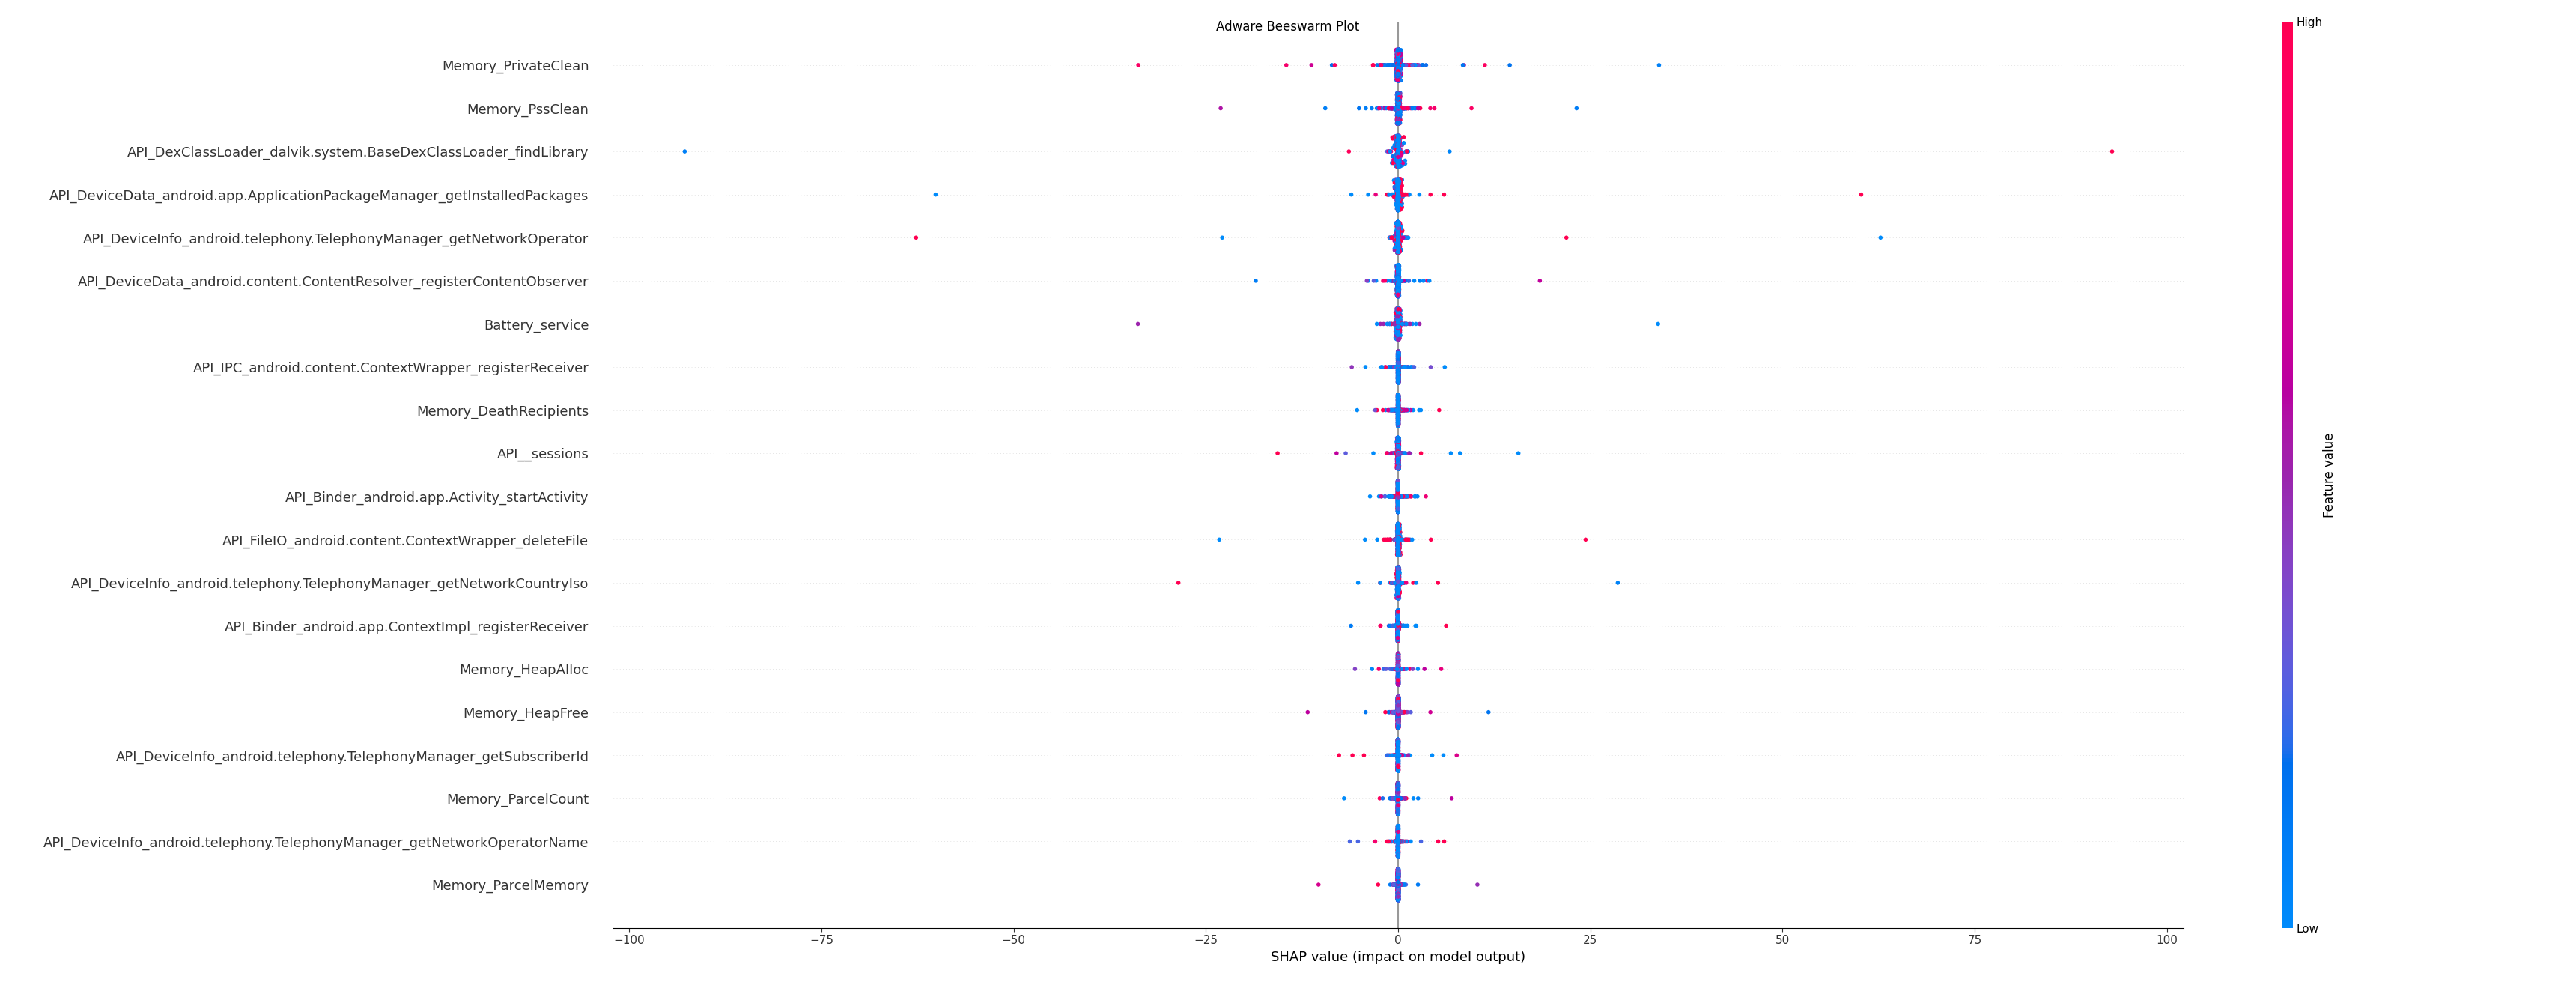 Adware Beeswarm Plot
High
Memory_PrivateClean
Memory_PssClean
API_DexClassLoader_dalvik.system.BaseDexClassLoader_findLibrary
API_DeviceData_android.app.ApplicationPackageManager_getInstalledPackages
API_DeviceInfo_android.telephony.TelephonyManager_getNetworkOperator
API_DeviceData_android.content.ContentResolver_registerContentObserver
Battery_service
API_IPC_android.content.ContextWrapper_registerReceiver
Memory_DeathRecipients
API__sessions
API_Binder_android.app.Activity_startActivity
API_FileIO_android.content.ContextWrapper_deleteFile
API_DeviceInfo_android.telephony.TelephonyManager_getNetworkCountryIso
API_Binder_android.app.ContextImpl_registerReceiver
Memory_HeapAlloc
Memory_HeapFree
API_DeviceInfo_android.telephony.TelephonyManager_getSubscriberId
Memory_ParcelCount
API_DeviceInfo_android.telephony.TelephonyManager_getNetworkOperatorName
Memory_ParcelMemory
Feature value
Low
−100 −75 −50 −25 0 25 50 75 100
SHAP value (impact on model output)